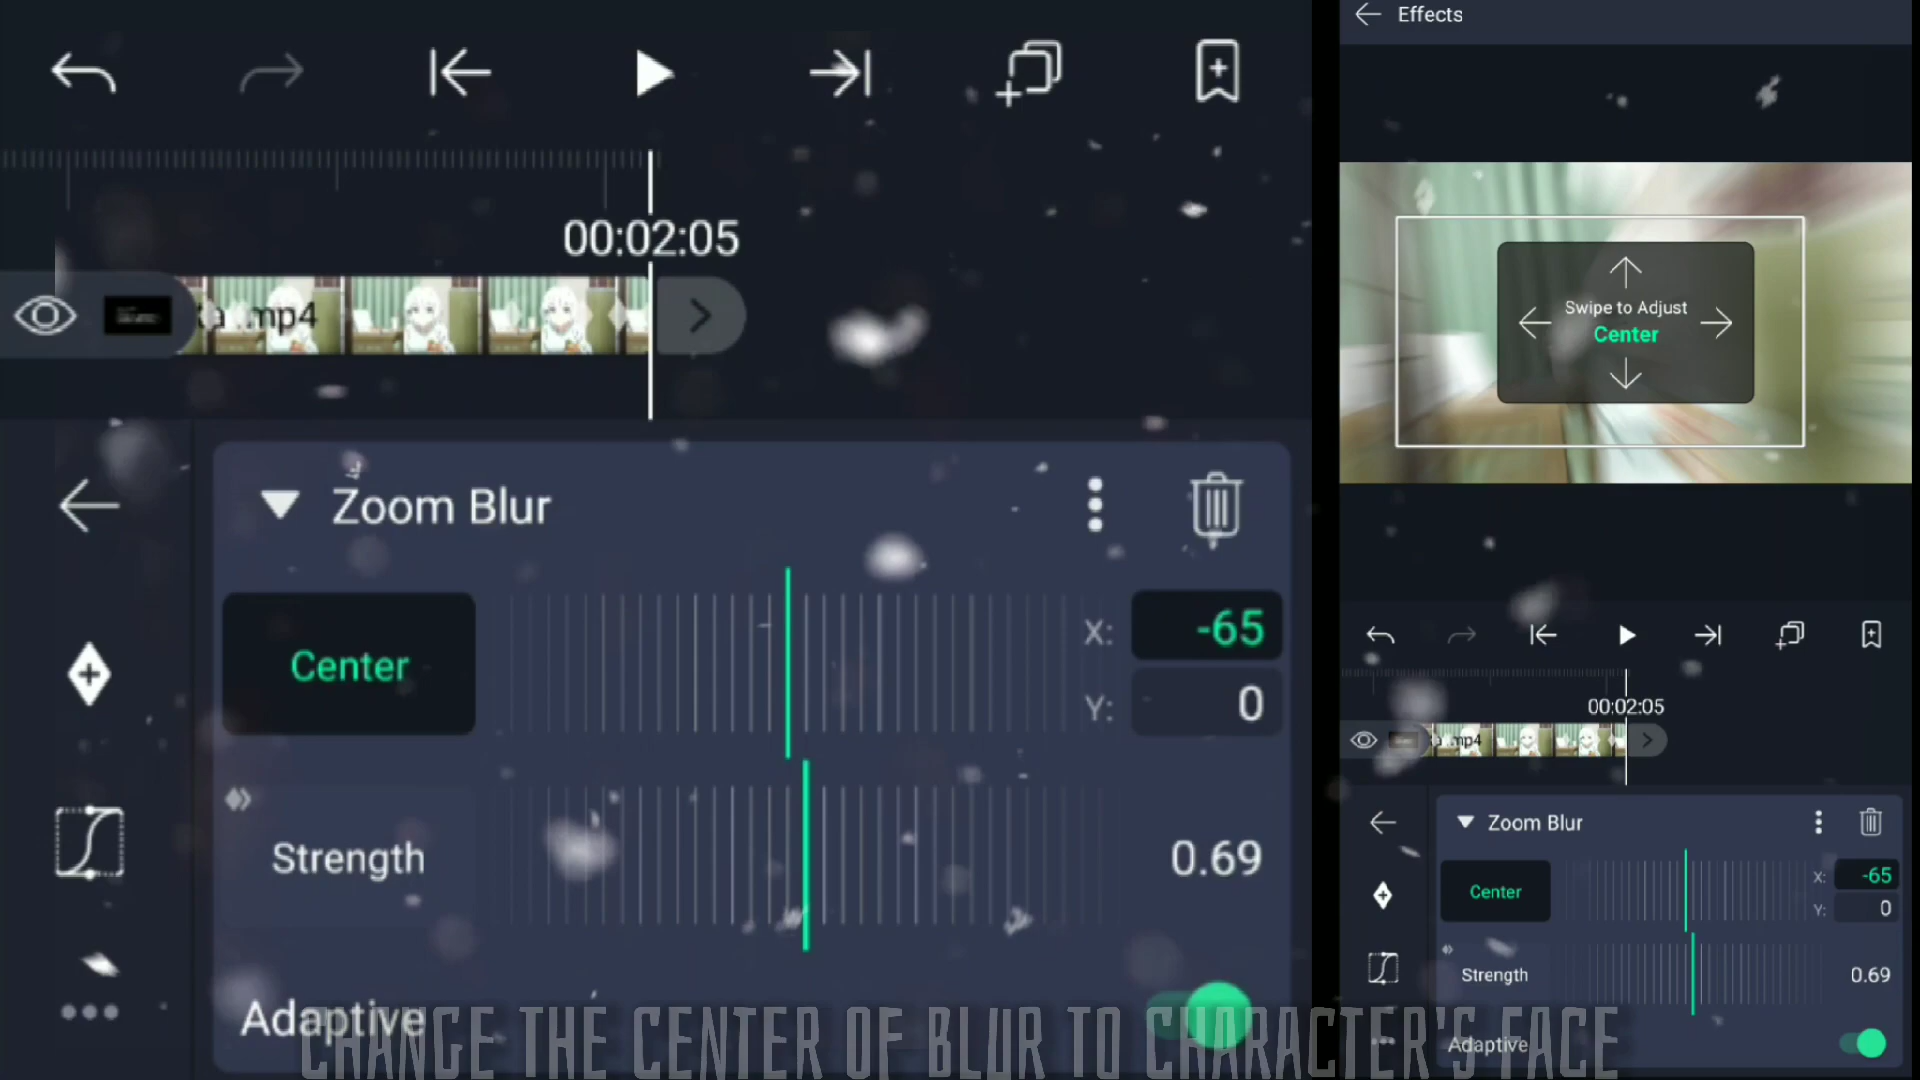 00:02:05
.mp4
Zoom Blur
Center
X: -65
Y: 0
Strength
0.69
Adaptive
Effects
Swipe to Adjust
Center
00:02:05
.mp4
Zoom Blur
Center
X: -65
Y: 0
Strength
0.69
Adaptive
CHANGE THE CENTER OF BLUR TO CHARACTER'S FACE